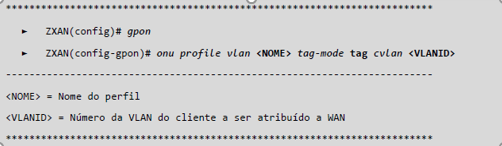 ************************************************************************
► ZXAN(config)# gpon
► ZXAN(config-gpon)# onu profile vlan <NOME> tag-mode tag cvlan <VLANID>
------------------------------------------------------------------------
<NOME> = Nome do perfil
<VLANID> = Número da VLAN do cliente a ser atribuído a WAN
************************************************************************